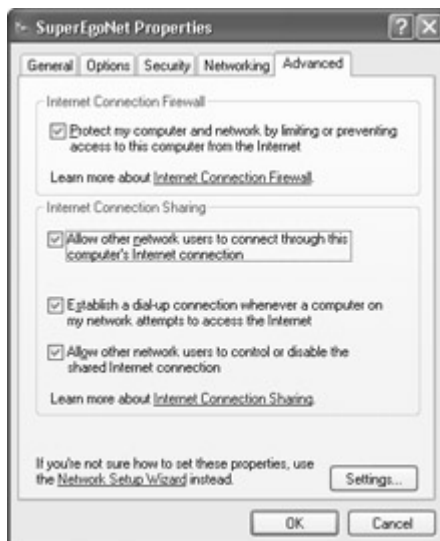 SuperEgoNet Properties
General Options Security Networking Advanced
Internet Connection Firewall
Protect my computer and network by limiting or preventing
access to this computer from the Internet
Learn more about Internet Connection Firewall.
Internet Connection Sharing
Allow other network users to connect through this
computer's Internet connection
Establish a dial-up connection whenever a computer on
my network attempts to access the Internet
Allow other network users to control or disable the
shared Internet connection
Learn more about Internet Connection Sharing.
If you're not sure how to set these properties, use
the Network Setup Wizard instead.
Settings...
OK Cancel